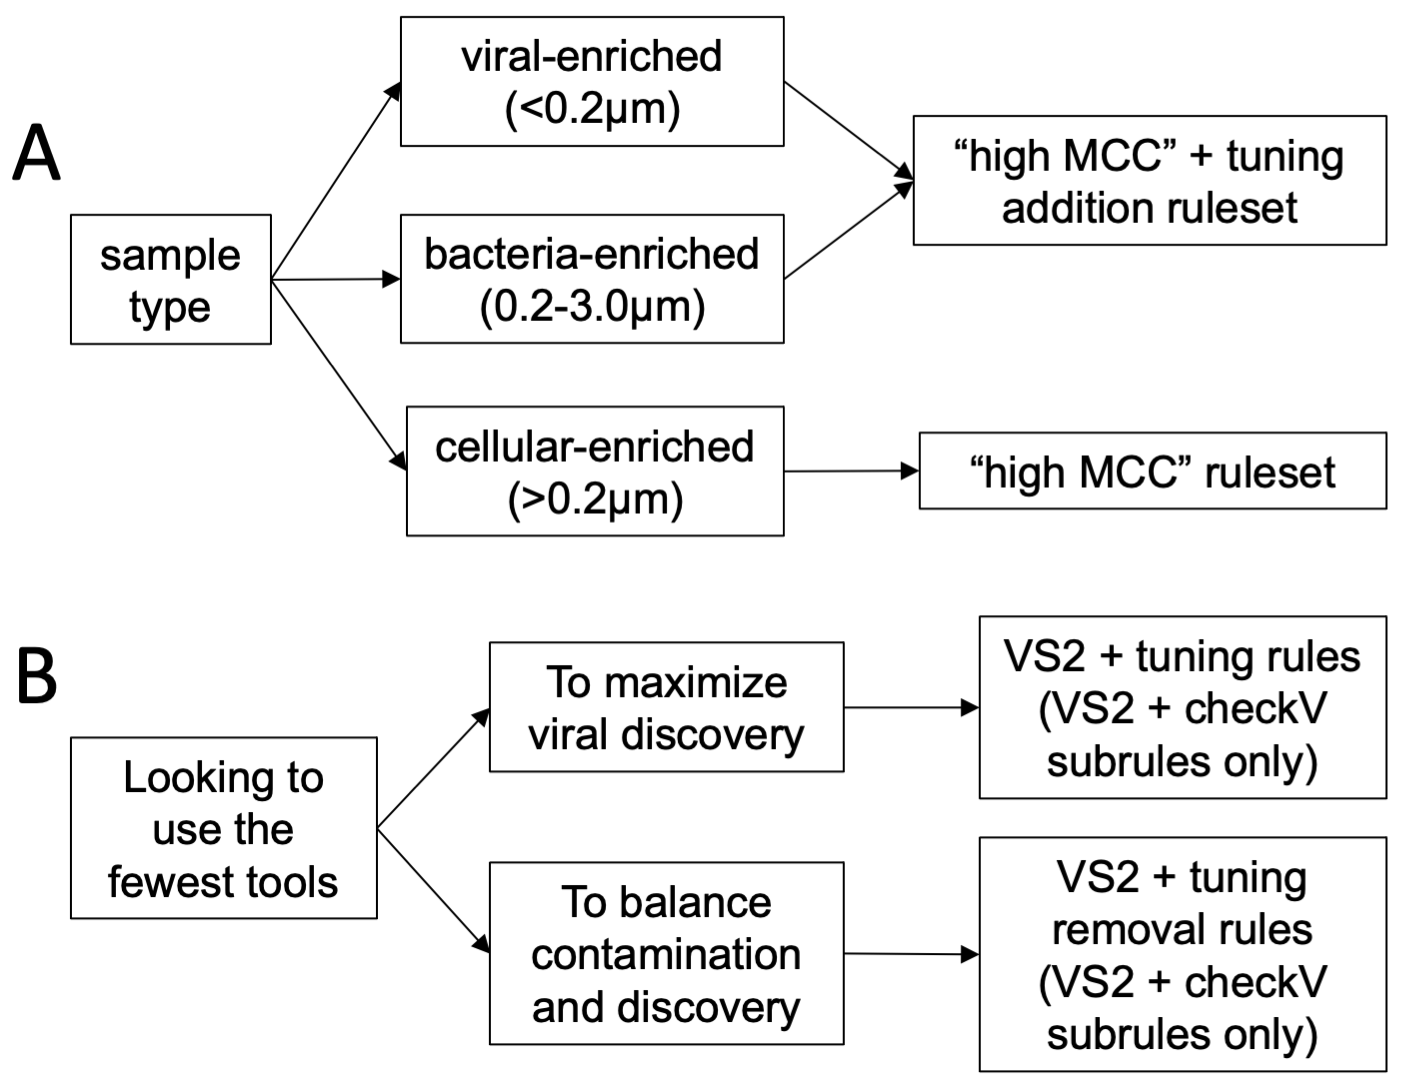 A
sample
type
viral-enriched
(<0.2µm)
bacteria-enriched
(0.2-3.0µm)
cellular-enriched
(>0.2µm)
“high MCC” + tuning
addition ruleset
“high MCC” ruleset
B
Looking to
use the
fewest tools
To maximize
viral discovery
VS2 + tuning rules
(VS2 + checkV
subrules only)
To balance
contamination
and discovery
VS2 + tuning
removal rules
(VS2 + checkV
subrules only)